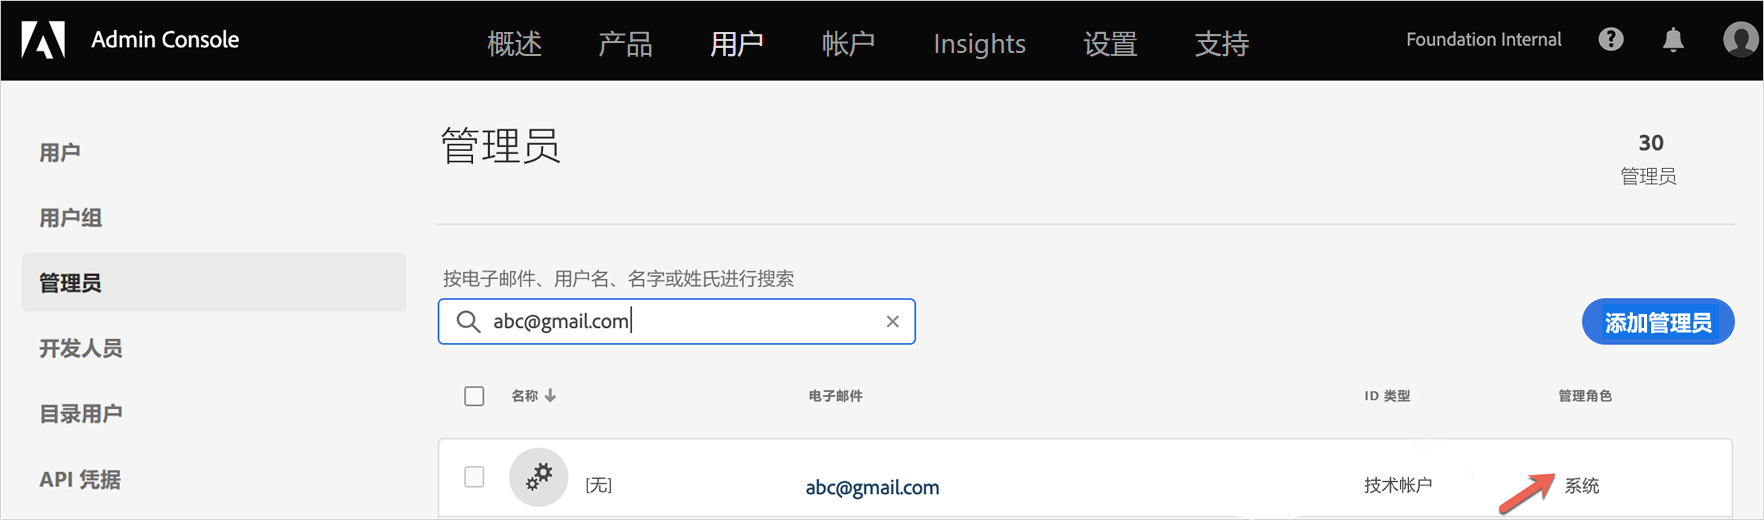 Admin Console 概述 产品 用户 帐户 Insights 设置 支持 Foundation Internal
用户
用户组
管理员
开发人员
目录用户
API 凭据
管理员
30
管理员
按电子邮件、用户名、名字或姓氏进行搜索
abc@gmail.com
添加管理员
名称 电子邮件 ID 类型 管理角色
[无] abc@gmail.com 技术帐户 系统